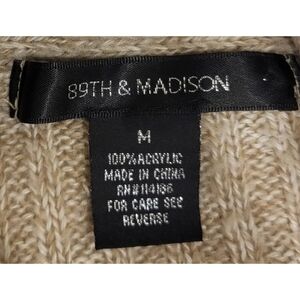 89TH & MADISON
M
100% ACRYLIC
MADE IN CHINA
RN#114186
FOR CARE SEE
REVERSE